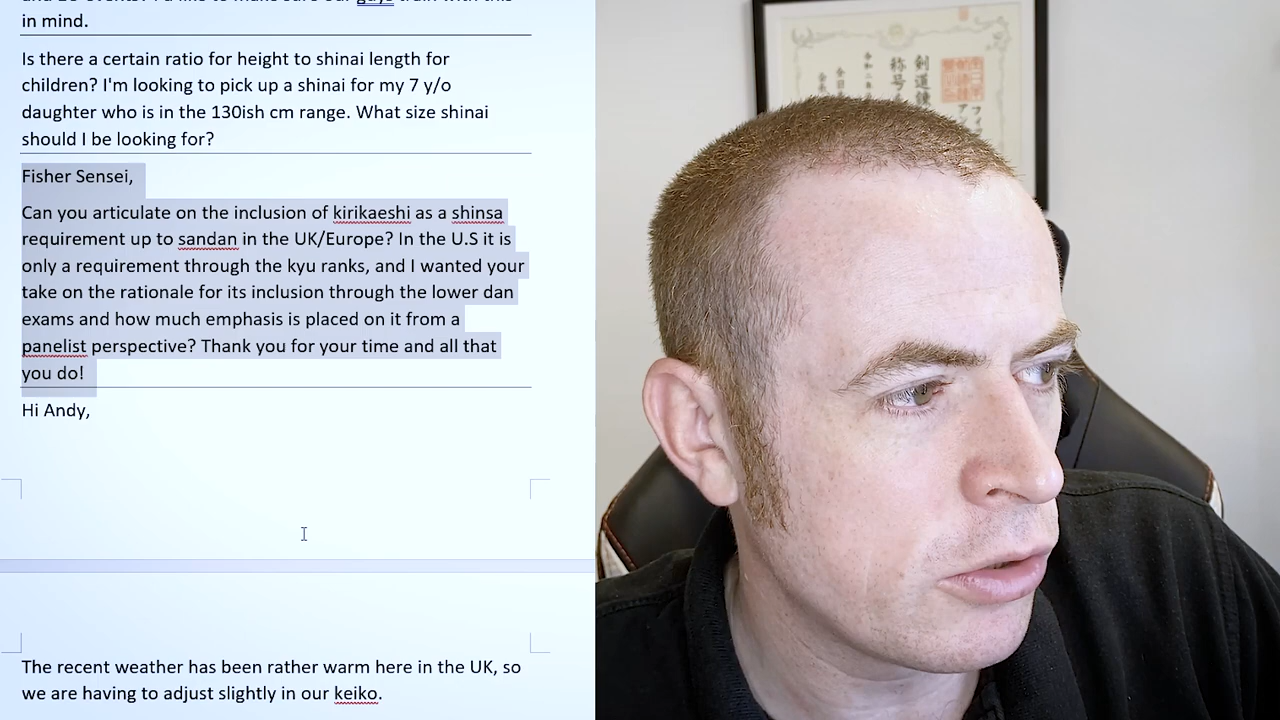 in mind.
Is there a certain ratio for height to shinai length for
children? I'm looking to pick up a shinai for my 7 y/o
daughter who is in the 130ish cm range. What size shinai
should I be looking for?
Fisher Sensei,
Can you articulate on the inclusion of kirikaeshi as a shinsa
requirement up to sandan in the UK/Europe? In the U.S it is
only a requirement through the kyu ranks, and I wanted your
take on the rationale for its inclusion through the lower dan
exams and how much emphasis is placed on it from a
panelist perspective? Thank you for your time and all that
you do!
Hi Andy,
The recent weather has been rather warm here in the UK, so
we are having to adjust slightly in our keiko.